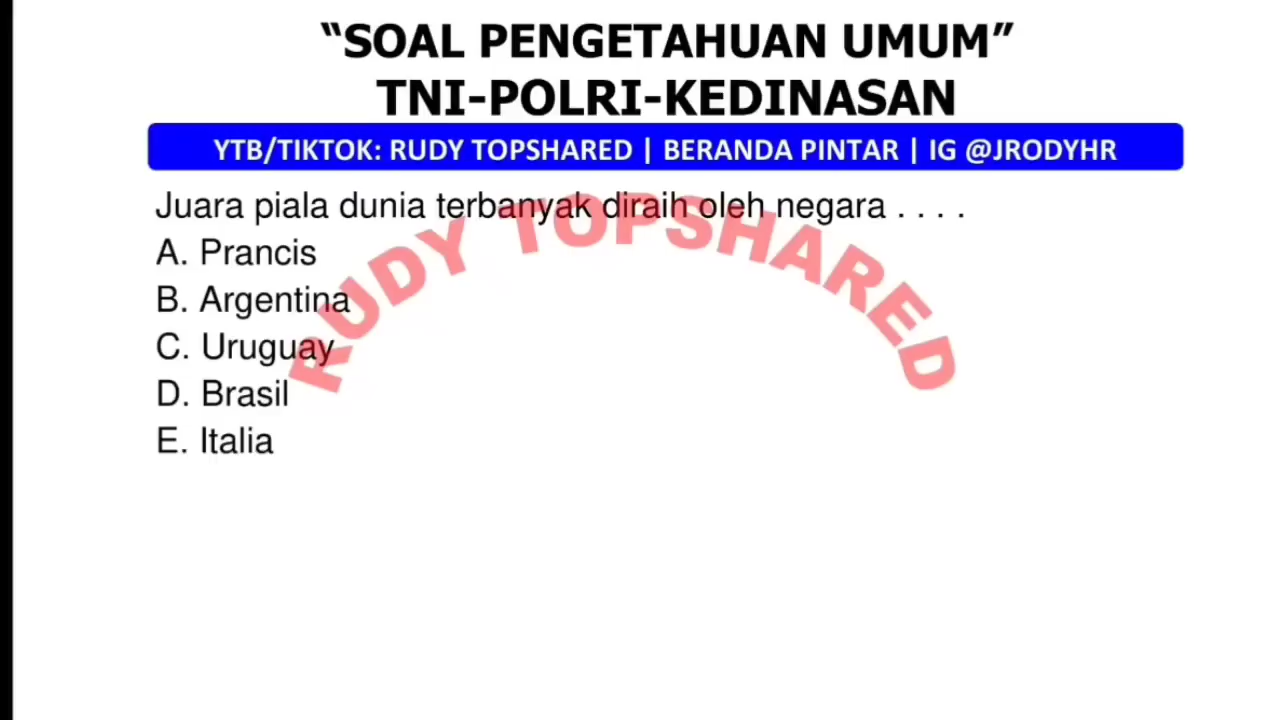 “SOAL PENGETAHUAN UMUM”
TNI-POLRI-KEDINASAN
YTB/TIKTOK: RUDY TOPSHARED | BERANDA PINTAR | IG @JRODYHR
Juara piala dunia terbanyak diraih oleh negara . . . .
A. Prancis
B. Argentina
C. Uruguay
D. Brasil
E. Italia
RUDY TOPSHARED